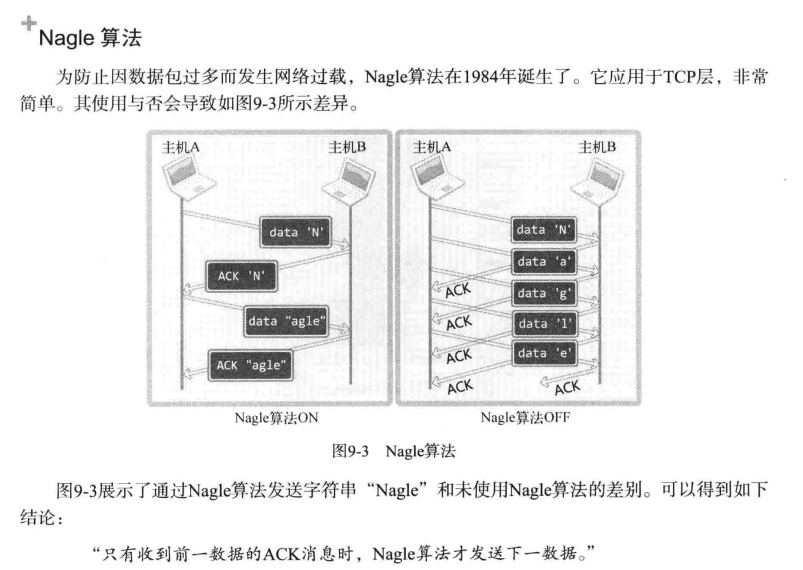 Nagle 算法
为防止因数据包过多而发生网络过载，Nagle算法在1984年诞生了。它应用于TCP层，非常
简单。其使用与否会导致如图9-3所示差异。
主机A
主机B
data 'N'
ACK 'N'
data "agle"
ACK "agle"
Nagle算法ON
主机A
主机B
data 'N'
data 'a'
ACK
data 'g'
ACK
data 'l'
ACK
data 'e'
ACK
ACK
Nagle算法OFF
图9-3 Nagle算法
图9-3展示了通过Nagle算法发送字符串“Nagle”和未使用Nagle算法的差别。可以得到如下
结论：
“只有收到前一数据的ACK消息时，Nagle算法才发送下一数据。”